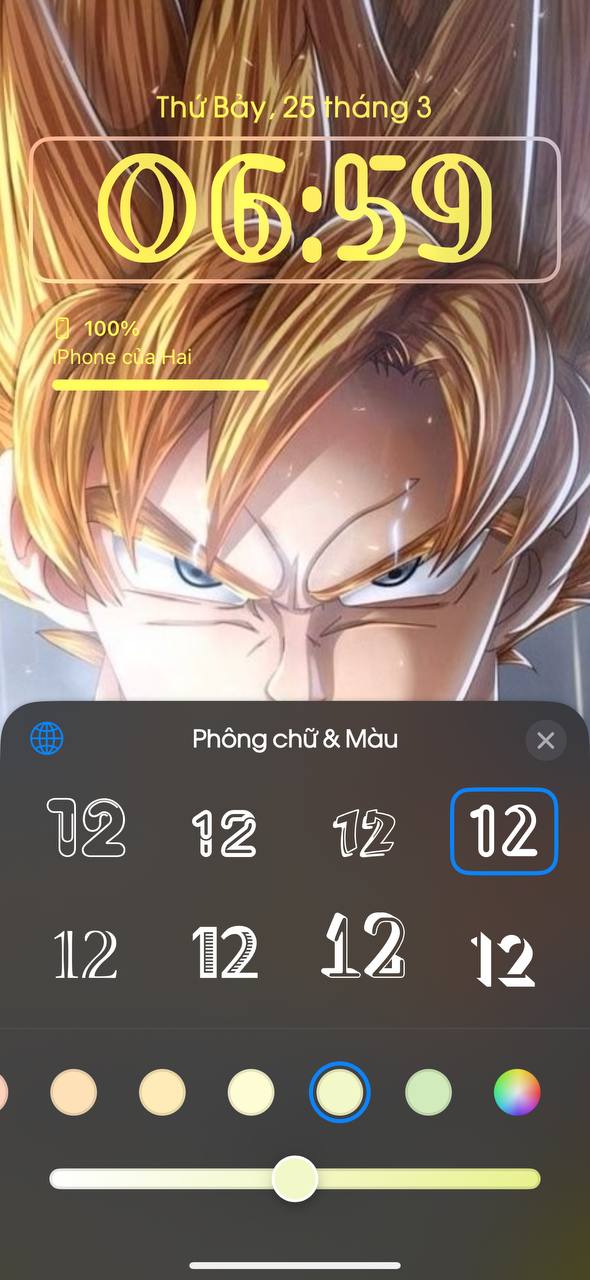 Thứ Bảy, 25 tháng 3
06:59
100%
iPhone của Hai
Phông chữ & Màu
12 12 12 12
12 12 12 12